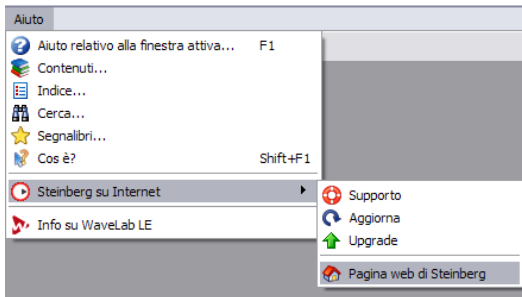 Aiuto
Aiuto relativo alla finestra attiva... F1
Contenuti...
Indice...
Cerca...
Segnalibri...
Cos è? Shift+F1
Steinberg su Internet
Info su WaveLab LE
Supporto
Aggiorna
Upgrade
Pagina web di Steinberg